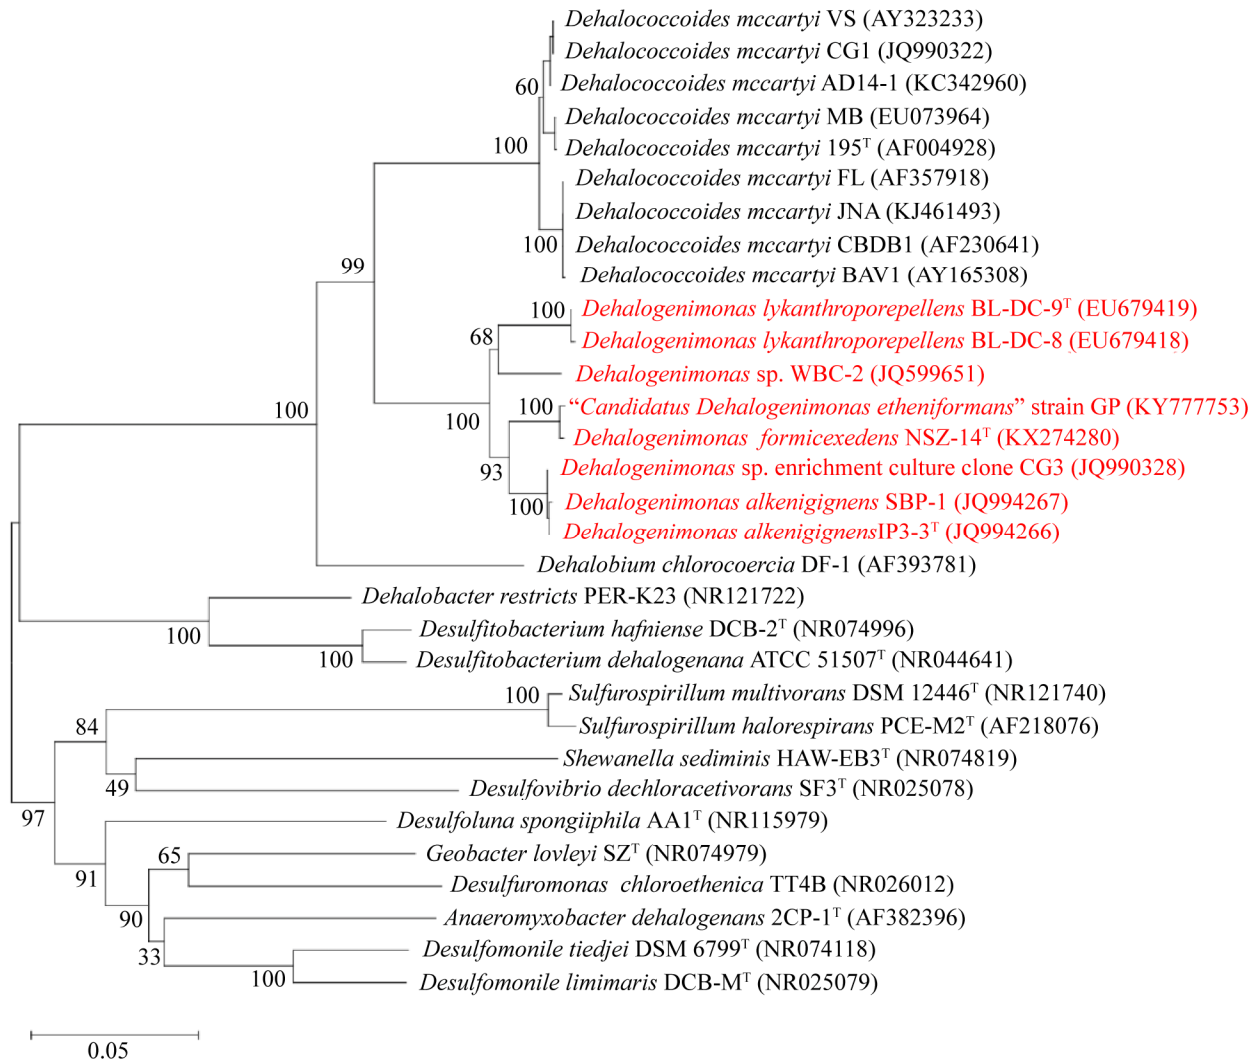 Dehalococcoides mccartyi VS (AY323233)
Dehalococcoides mccartyi CG1 (JQ990322)
Dehalococcoides mccartyi AD14-1 (KC342960)
60
Dehalococcoides mccartyi MB (EU073964)
100
Dehalococcoides mccartyi 195ᵀ (AF004928)
Dehalococcoides mccartyi FL (AF357918)
Dehalococcoides mccartyi JNA (KJ461493)
100
Dehalococcoides mccartyi CBDB1 (AF230641)
99
Dehalococcoides mccartyi BAV1 (AY165308)
100
Dehalogenimonas lykanthroporepellens BL-DC-9ᵀ (EU679419)
68
Dehalogenimonas lykanthroporepellens BL-DC-8 (EU679418)
Dehalogenimonas sp. WBC-2 (JQ599651)
100
100
“Candidatus Dehalogenimonas etheniformans” strain GP (KY777753)
100
Dehalogenimonas formicexedens NSZ-14ᵀ (KX274280)
93
Dehalogenimonas sp. enrichment culture clone CG3 (JQ990328)
100
Dehalogenimonas alkenigignens SBP-1 (JQ994267)
Dehalogenimonas alkenigignensIP3-3ᵀ (JQ994266)
Dehalobium chlorocoercia DF-1 (AF393781)
Dehalobacter restricts PER-K23 (NR121722)
100
Desulfitobacterium hafniense DCB-2ᵀ (NR074996)
100
Desulfitobacterium dehalogenana ATCC 51507ᵀ (NR044641)
100
Sulfurospirillum multivorans DSM 12446ᵀ (NR121740)
84
Sulfurospirillum halorespirans PCE-M2ᵀ (AF218076)
Shewanella sediminis HAW-EB3ᵀ (NR074819)
49
Desulfovibrio dechloracetivorans SF3ᵀ (NR025078)
97
Desulfoluna spongiiphila AA1ᵀ (NR115979)
65
Geobacter lovleyi SZᵀ (NR074979)
91
Desulfuromonas chloroethenica TT4B (NR026012)
90
Anaeromyxobacter dehalogenans 2CP-1ᵀ (AF382396)
33
Desulfomonile tiedjei DSM 6799ᵀ (NR074118)
100
Desulfomonile limimaris DCB-Mᵀ (NR025079)
0.05